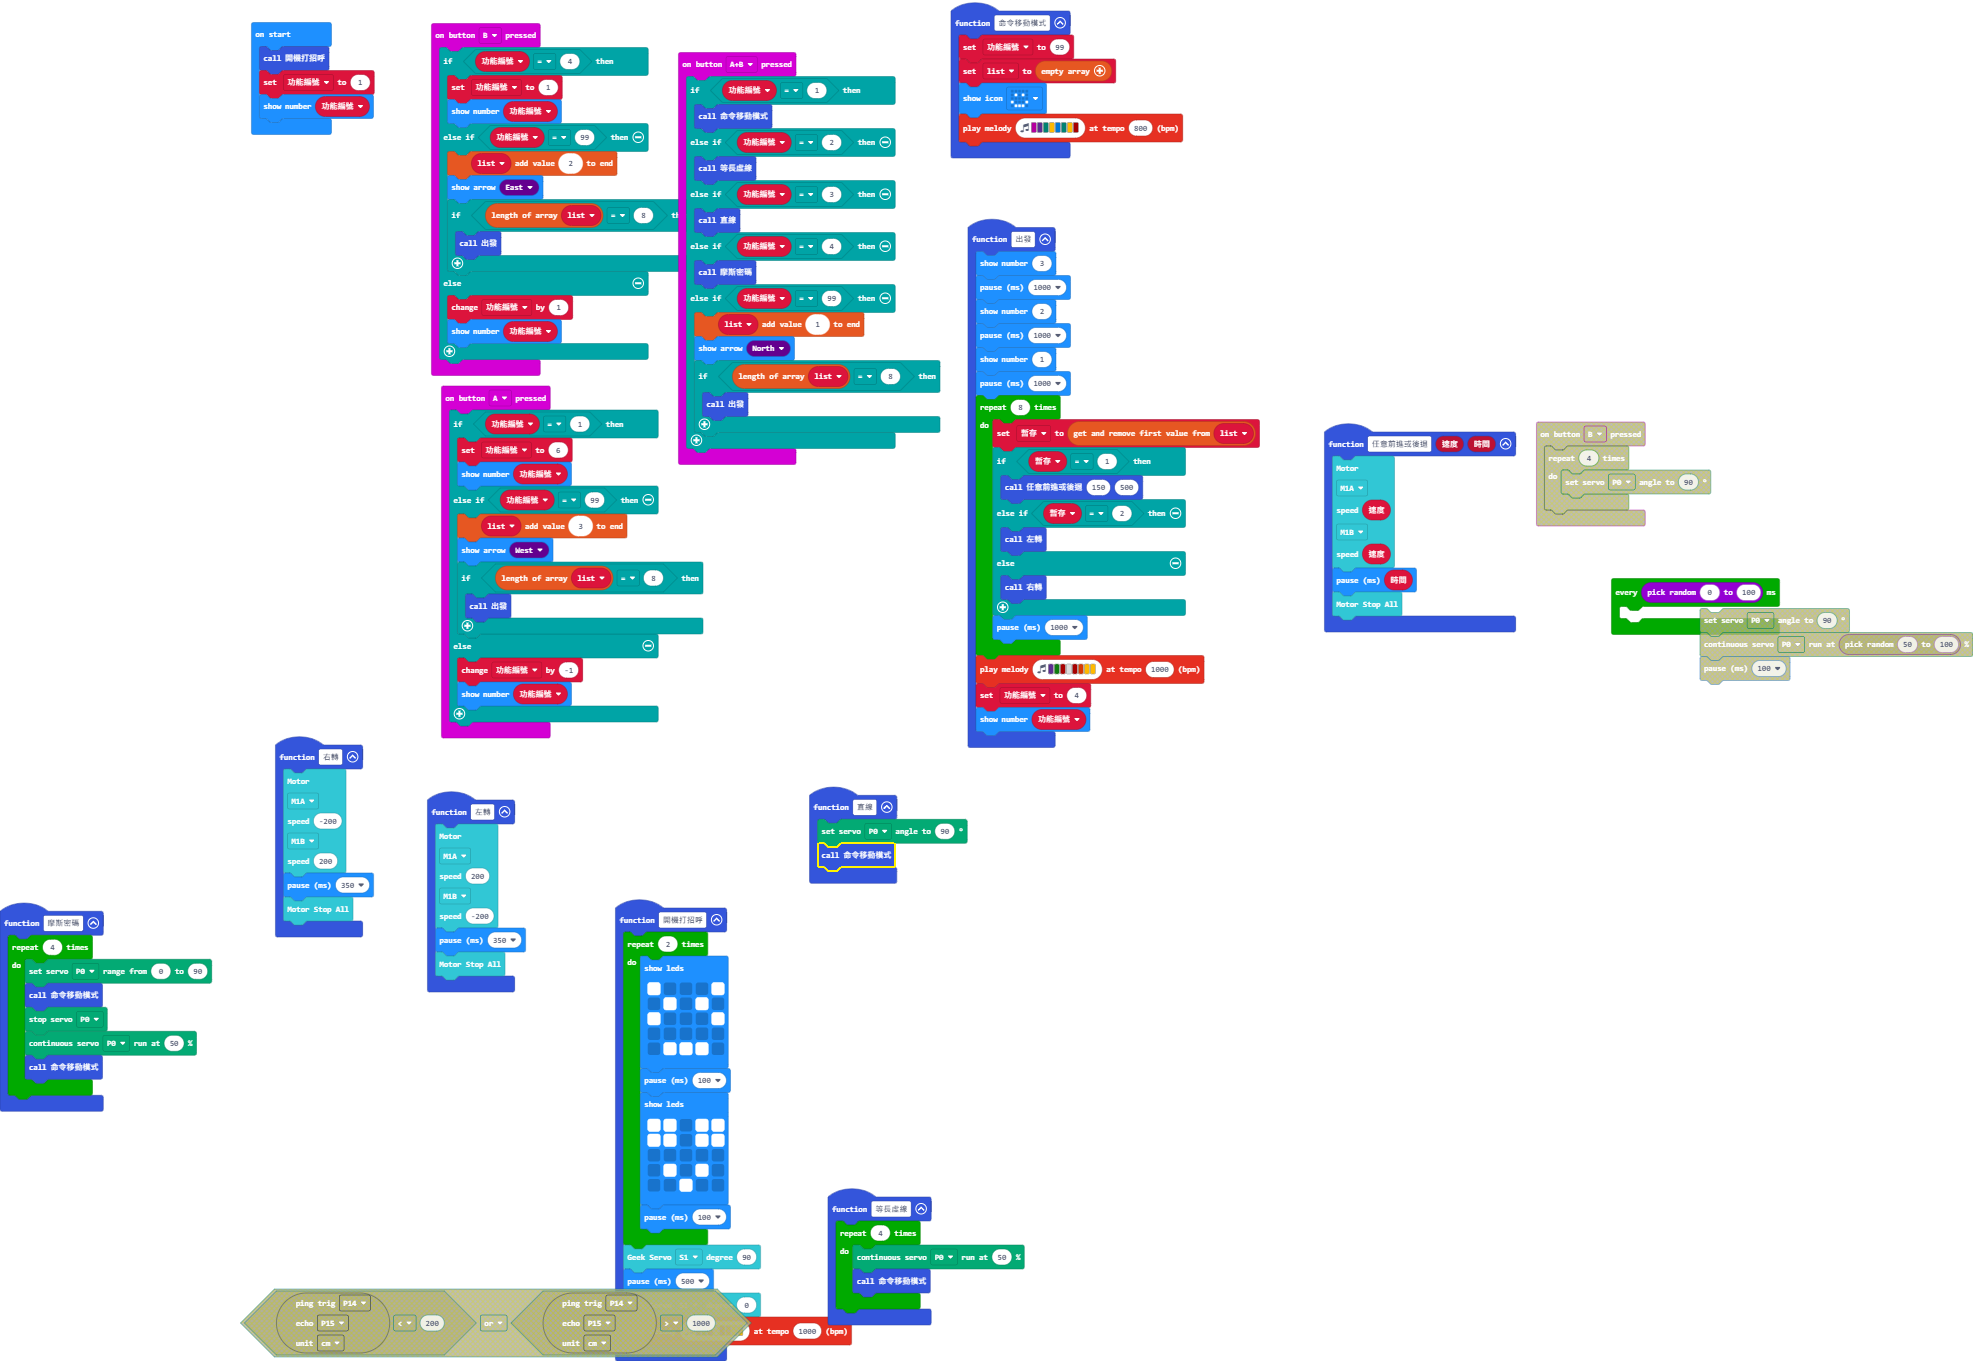 on start
call 開機打招呼
set 功能編號 to 1
show number 功能編號
on button B pressed
if 功能編號 = 4 then
set 功能編號 to 1
show number 功能編號
else if 功能編號 = 99 then
list add value 2 to end
show arrow East
if length of array list = 8 th
call 出發
else
change 功能編號 by 1
show number 功能編號
on button A+B pressed
if 功能編號 = 1 then
call 命令移動模式
else if 功能編號 = 2 then
call 等長虛線
else if 功能編號 = 3 then
call 直線
else if 功能編號 = 4 then
call 摩斯密碼
else if 功能編號 = 99 then
list add value 1 to end
show arrow North
if length of array list = 8 then
call 出發
on button A pressed
if 功能編號 = 1 then
set 功能編號 to 6
show number 功能編號
else if 功能編號 = 99 then
list add value 3 to end
show arrow West
if length of array list = 8 then
call 出發
else
change 功能編號 by -1
show number 功能編號
function 命令移動模式
set 功能編號 to 99
set list to empty array
show icon
play melody at tempo 800 (bpm)
function 出發
show number 3
pause (ms) 1000
show number 2
pause (ms) 1000
show number 1
pause (ms) 1000
repeat 8 times
do
set 暫存 to get and remove first value from list
if 暫存 = 1 then
call 任意前進或後退 150 500
else if 暫存 = 2 then
call 左轉
else
call 右轉
pause (ms) 1000
play melody at tempo 1000 (bpm)
set 功能編號 to 4
show number 功能編號
function 任意前進或後退 速度 時間
Motor
M1A
speed 速度
M1B
speed 速度
pause (ms) 時間
Motor Stop All
on button B pressed
repeat 4 times
do
set servo P0 angle to 90 °
every pick random 0 to 100 ms
set servo P0 angle to 90 °
continuous servo P0 run at pick random 50 to 100 %
pause (ms) 100
function 右轉
Motor
M1A
speed -200
M1B
speed 200
pause (ms) 350
Motor Stop All
function 左轉
Motor
M1A
speed 200
M1B
speed -200
pause (ms) 350
Motor Stop All
function 直線
set servo P0 angle to 90 °
call 命令移動模式
function 摩斯密碼
repeat 4 times
do
set servo P0 range from 0 to 90
call 命令移動模式
stop servo P0
continuous servo P0 run at 50 %
call 命令移動模式
function 開機打招呼
repeat 2 times
do
show leds
pause (ms) 100
show leds
pause (ms) 100
Geek Servo S1 degree 90
pause (ms) 500
0
at tempo 1000 (bpm)
function 等長虛線
repeat 4 times
do
continuous servo P0 run at 50 %
call 命令移動模式
ping trig P14
echo P15
unit cm
< 200
or
ping trig P14
echo P15
unit cm
> 1000